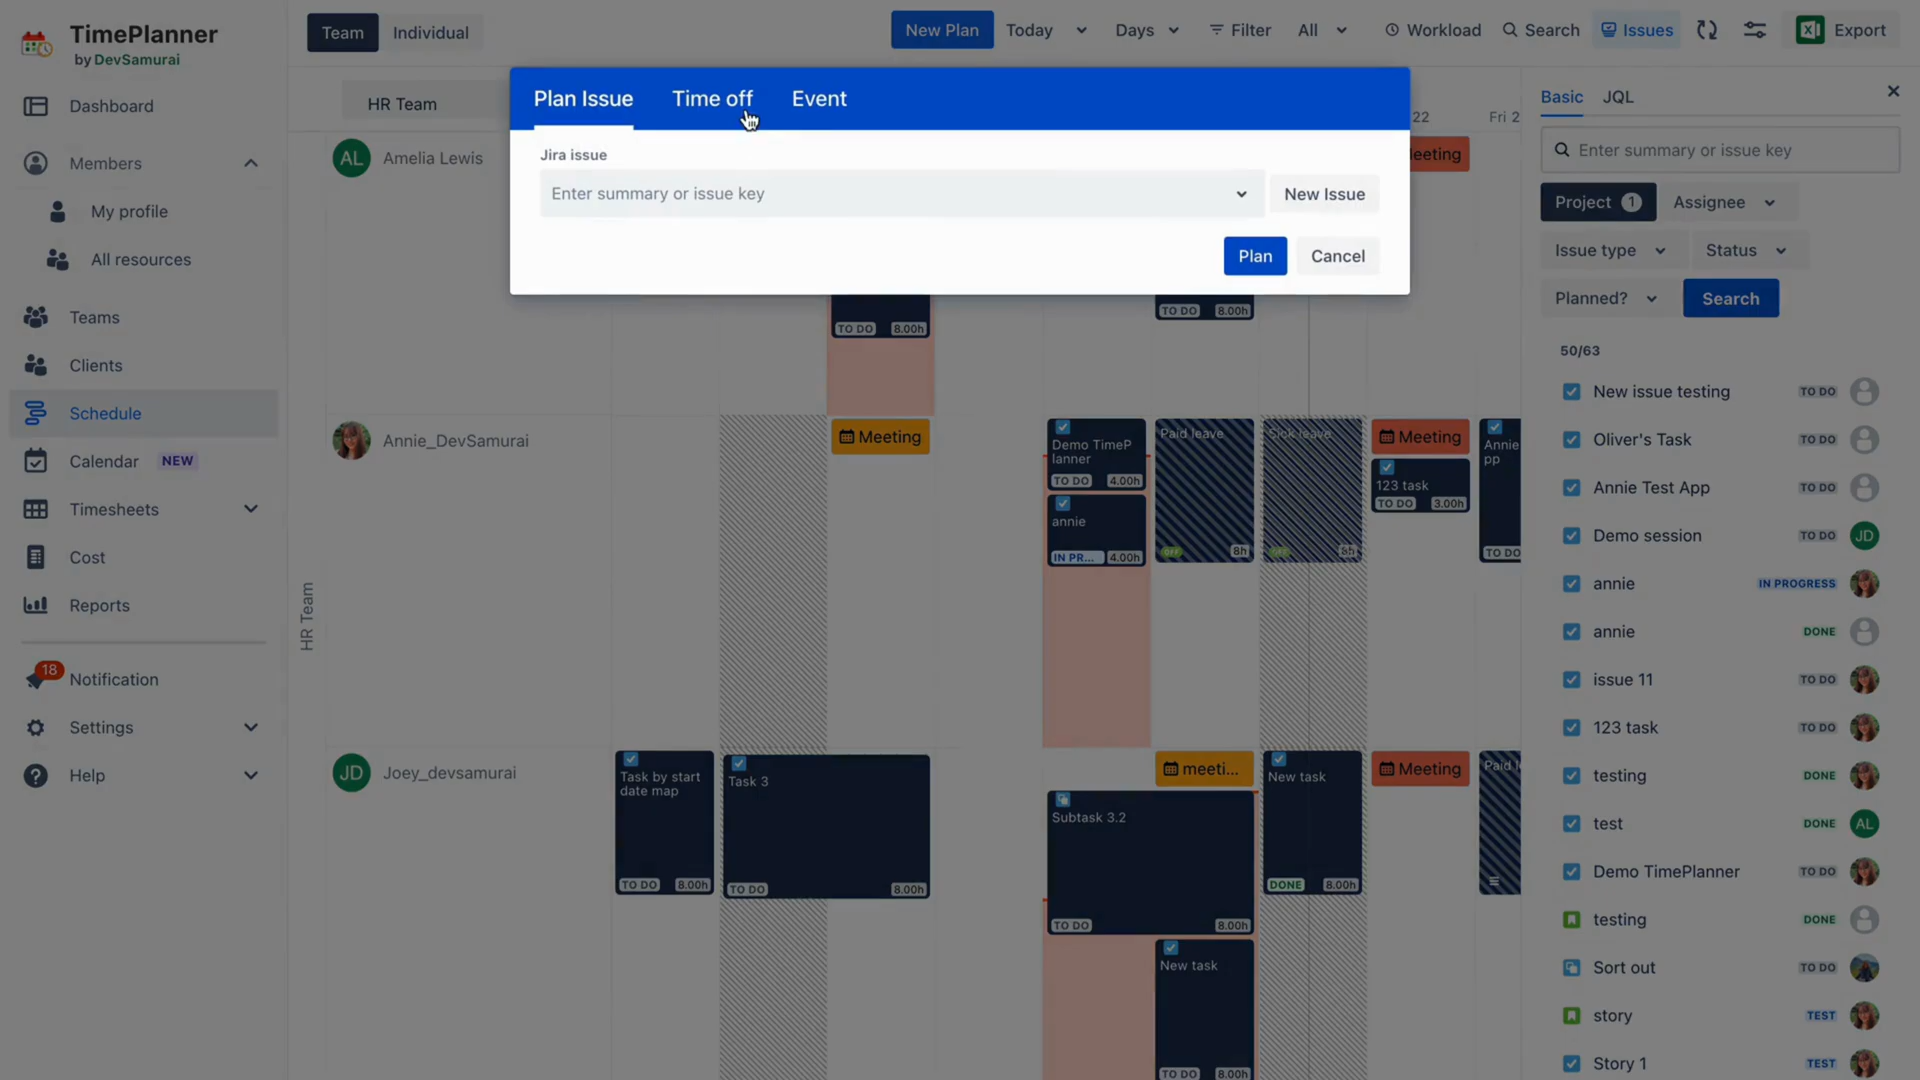 TimePlanner
by DevSamurai
Dashboard
Members
My profile
All resources
Teams
Clients
Schedule
Calendar NEW
Timesheets
Cost
Reports
18
Notification
Settings
Help
Team Individual
New Plan Today Days Filter All Workload Search Issues Export
HR Team
22 Fri 2
Plan Issue Time off Event
Jira issue
Enter summary or issue key New Issue
Plan Cancel
AL Amelia Lewis
eeting
TO DO 8.00h
TO DO 8.00h
HR Team
Annie_DevSamurai
Meeting
Demo TimeP
lanner
TO DO 4.00h
annie
IN PR... 4.00h
Paid leave
OFF 8h
Sick leave
OFF 8h
Meeting
123 task
TO DO 3.00h
Annie
pp
TO DO
JD Joey_devsamurai
Task by start
date map
TO DO 8.00h
Task 3
TO DO 8.00h
Subtask 3.2
TO DO 8.00h
meeti...
New task
TO DO 8.00h
New task
DONE 8.00h
Meeting
Paid l
Basic JQL
Enter summary or issue key
Project 1 Assignee
Issue type Status
Planned? Search
50/63
New issue testing TO DO
Oliver's Task TO DO
Annie Test App TO DO
Demo session TO DO JD
annie IN PROGRESS
annie DONE
issue 11 TO DO
123 task TO DO
testing DONE
test DONE AL
Demo TimePlanner TO DO
testing DONE
Sort out TO DO
story TEST
Story 1 TEST